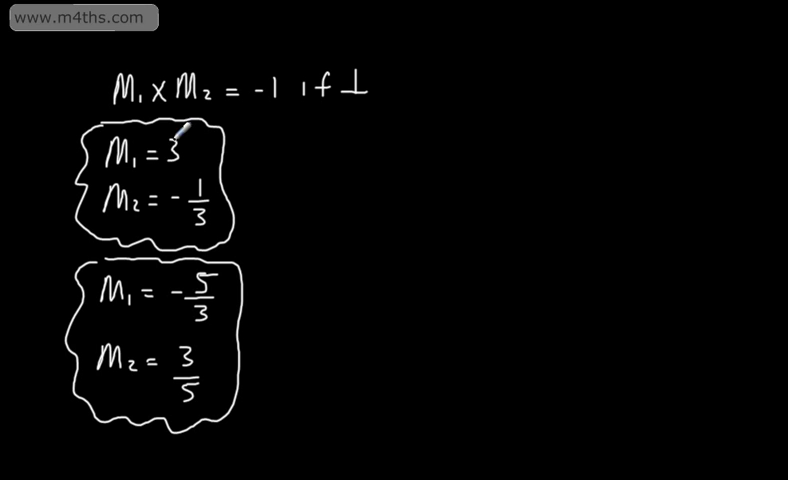 www.m4ths.com
M₁ × M₂ = -1 if ⊥
M₁ = 3
M₂ = - 1/3
M₁ = - 5/3
M₂ = 3/5